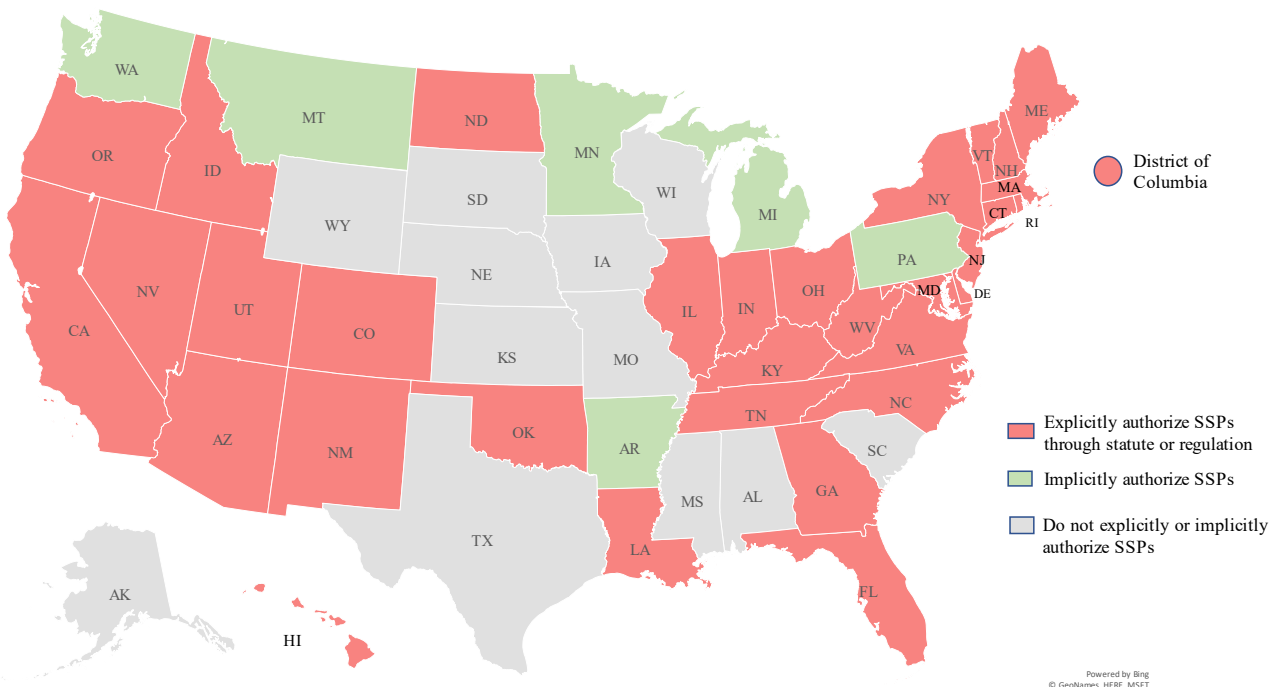 WA
MT
ND
MN
ME
OR
ID
SD
WI
MI
VT
NH
NY
MA
CT
RI
District of
Columbia
WY
NE
IA
PA
NJ
MD
DE
NV
UT
CO
CA
KS
MO
IL
IN
OH
WV
VA
KY
NC
TN
AZ
NM
OK
AR
SC
MS
AL
GA
TX
LA
FL
AK
HI
Explicitly authorize SSPs
through statute or regulation
Implicitly authorize SSPs
Do not explicitly or implicitly
authorize SSPs
Powered by Bing
© GeoNames, HERE, MSFT